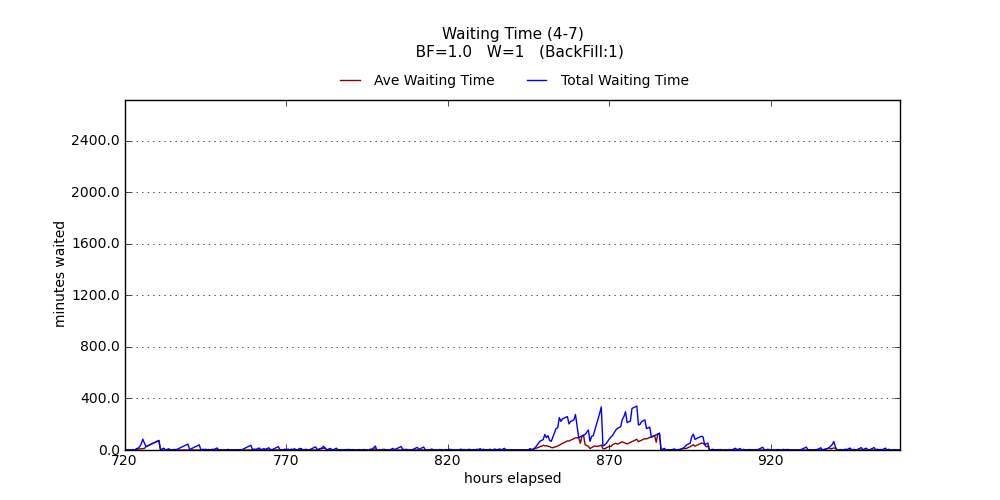 Waiting Time (4-7)
BF=1.0 W=1 (BackFill:1)
Ave Waiting Time
Total Waiting Time
2400.0
2000.0
1600.0
1200.0
800.0
400.0
0.0
minutes waited
720 770 820 870 920
hours elapsed